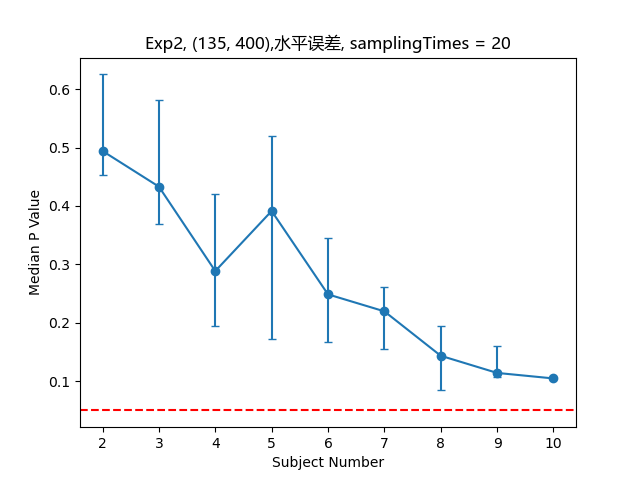 Exp2, (135, 400),水平误差, samplingTimes = 20
0.6
0.5
0.4
0.3
0.2
0.1
Median P Value
2 3 4 5 6 7 8 9 10
Subject Number